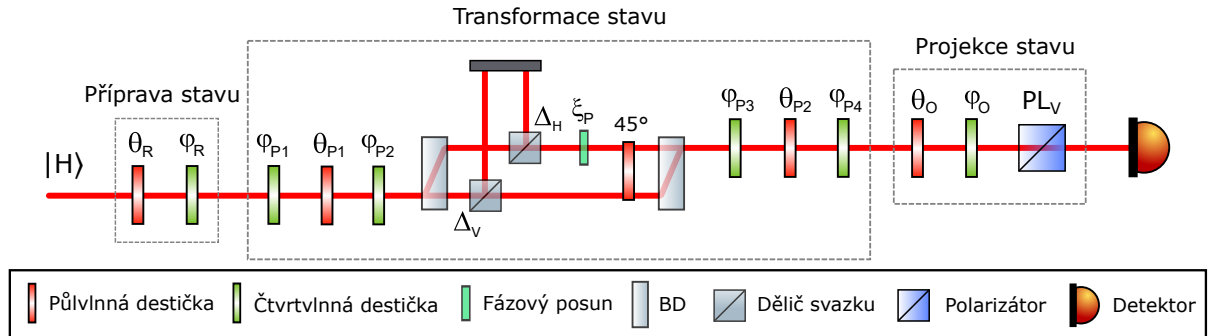 Transformace stavu
Projekce stavu
Příprava stavu
|H⟩
θR
φR
φP1
θP1
φP2
ΔV
ΔH
ξP
45°
φP3
θP2
φP4
θO
φO
PLV
Půlvlnná destička
Čtvrtvlnná destička
Fázový posun
BD
Dělič svazku
Polarizátor
Detektor